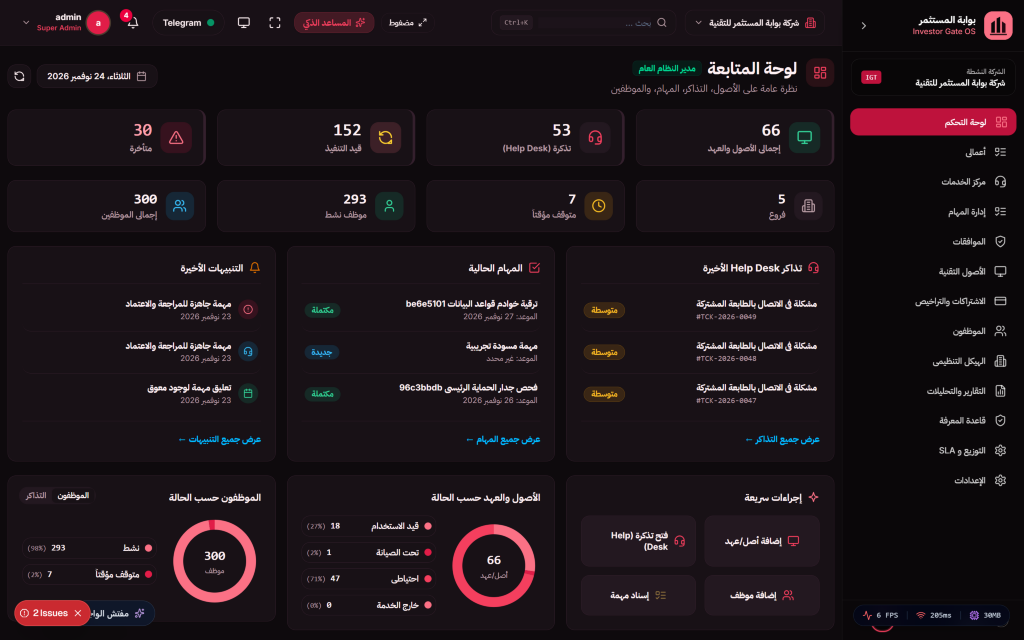 بوابة المستثمر
Investor Gate OS
الشركة النشطة
شركة بوابة المستثمر للتقنية
IGT
لوحة التحكم
أعمالي
مركز الخدمات
إدارة المهام
الموافقات
الأصول التقنية
الاشتراكات والتراخيص
الموظفون
الهيكل التنظيمي
التقارير والتحليلات
قاعدة المعرفة
التوزيع و SLA
الإعدادات
6 FPS
205ms
30MB
شركة بوابة المستثمر للتقنية
بحث ...
Ctrl+K
مضغوط
المساعد الذكي
Telegram
4
a
admin
Super Admin
لوحة المتابعة
مدير النظام العام
نظرة عامة على الأصول، التذاكر، المهام، والموظفين
الثلاثاء، 24 نوفمبر 2026
66
إجمالي الأصول والعهد
53
تذكرة (Help Desk)
152
قيد التنفيذ
30
متأخرة
5
فروع
7
متوقف مؤقتاً
293
موظف نشط
300
إجمالي الموظفين
تذاكر Help Desk الأخيرة
مشكلة في الاتصال بالطابعة المشتركة
#TCK-2026-0049
متوسطة
مشكلة في الاتصال بالطابعة المشتركة
#TCK-2026-0048
متوسطة
مشكلة في الاتصال بالطابعة المشتركة
#TCK-2026-0047
متوسطة
عرض جميع التذاكر ←
المهام الحالية
ترقية خوادم قواعد البيانات be6e5101
الموعد: 27 نوفمبر 2026
مكتملة
مهمة مسودة تجريبية
الموعد: غير محدد
جديدة
فحص جدار الحماية الرئيسي 96c3bbdb
الموعد: 26 نوفمبر 2026
مكتملة
عرض جميع المهام ←
التنبيهات الأخيرة
مهمة جاهزة للمراجعة والاعتماد
23 نوفمبر 2026
مهمة جاهزة للمراجعة والاعتماد
23 نوفمبر 2026
تعليق مهمة لوجود معوق
23 نوفمبر 2026
عرض جميع التنبيهات ←
إجراءات سريعة
إضافة أصل/عهد
فتح تذكرة (Help
Desk)
إضافة موظف
إسناد مهمة
الأصول والعهد حسب الحالة
66
أصل/عهد
قيد الاستخدام 18 (27%)
تحت الصيانة 1 (2%)
احتياطي 47 (71%)
خارج الخدمة 0 (0%)
الموظفون حسب الحالة
الموظفون
التذاكر
300
موظف
نشط 293 (98%)
متوقف مؤقتاً 7 (2%)
مفتش
2 Issues